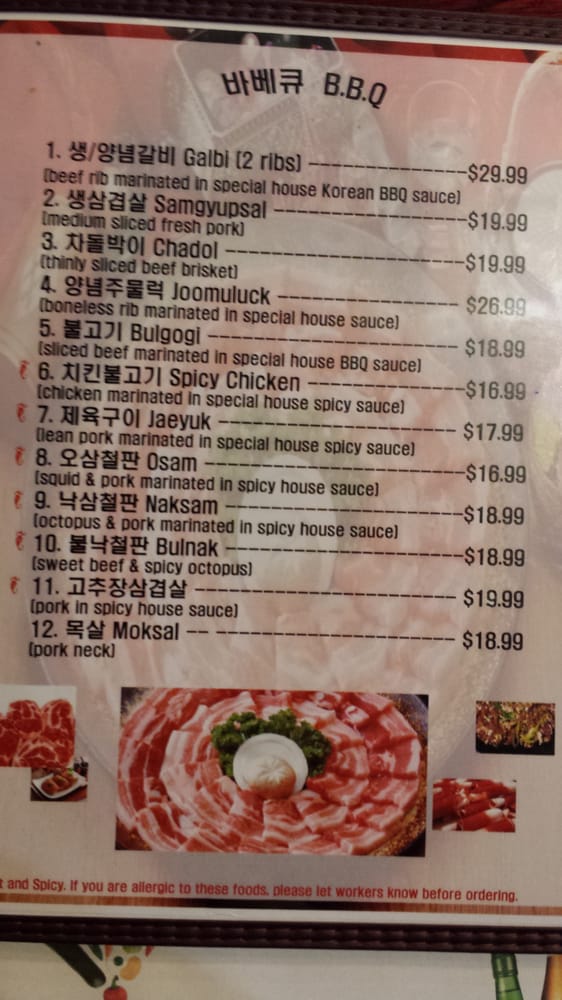 바베큐 B.B.Q
1. 생/양념갈비 Galbi (2 ribs) --------------$29.99
(beef rib marinated in special house Korean BBQ sauce)
2. 생삼겹살 Samgyupsal -----------------$19.99
(medium sliced fresh pork)
3. 차돌박이 Chadol ---------------------$19.99
(thinly sliced beef brisket)
4. 양념주물럭 Joomuluck ---------------- $26.99
(boneless rib marinated in special house sauce)
5. 불고기 Bulgogi ---------------------- $18.99
(sliced beef marinated in special house BBQ sauce)
6. 치킨불고기 Spicy Chicken --------------$16.99
(chicken marinated in special house spicy sauce)
7. 제육구이 Jaeyuk --------------------- $17.99
(lean pork marinated in special house spicy sauce)
8. 오삼철판 Osam -----------------------$16.99
(squid & pork marinated in spicy house sauce)
9. 낙삼철판 Naksam ---------------------$18.99
(octopus & pork marinated in spicy house sauce)
10. 불낙철판 Bulnak ---------------------$18.99
(sweet beef & spicy octopus)
11. 고추장삼겹살 ------------------------ $19.99
(pork in spicy house sauce)
12. 목살 Moksal -- --------------------- $18.99
(pork neck)
and Spicy. If you are allergic to these foods, please let workers know before ordering.